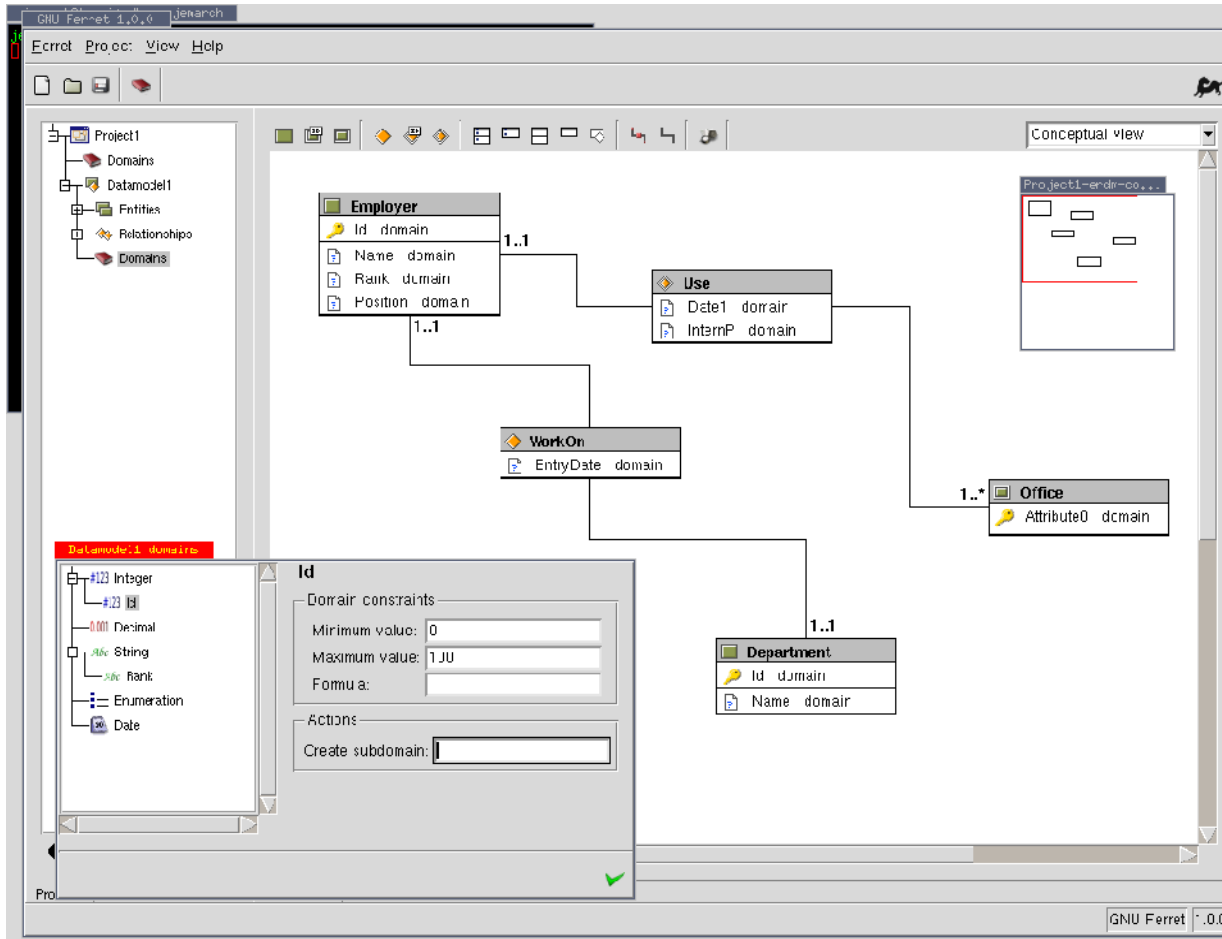 jemarch
GNU Ferret 1.0.0
Ferret Project View Help
Conceptual view
Project1
Domains
Datamodel1
Entities
Relationships
Domains
Project1-erdm-co...
Employer
Id domain
Name domain
Rank domain
Position domain
1..1
1..1
Use
Date1 domain
InternP domain
WorkOn
EntryDate domain
1..*
Office
Attribute0 domain
1..1
Department
Id domain
Name domain
Datamodel1 domains
#123 Integer
#123 Id
0.001 Decimal
Abc String
Abc Rank
Enumeration
Date
Id
Domain constraints
Minimum value: 0
Maximum value: 100
Formula:
Actions
Create subdomain:
Pro
GNU Ferret